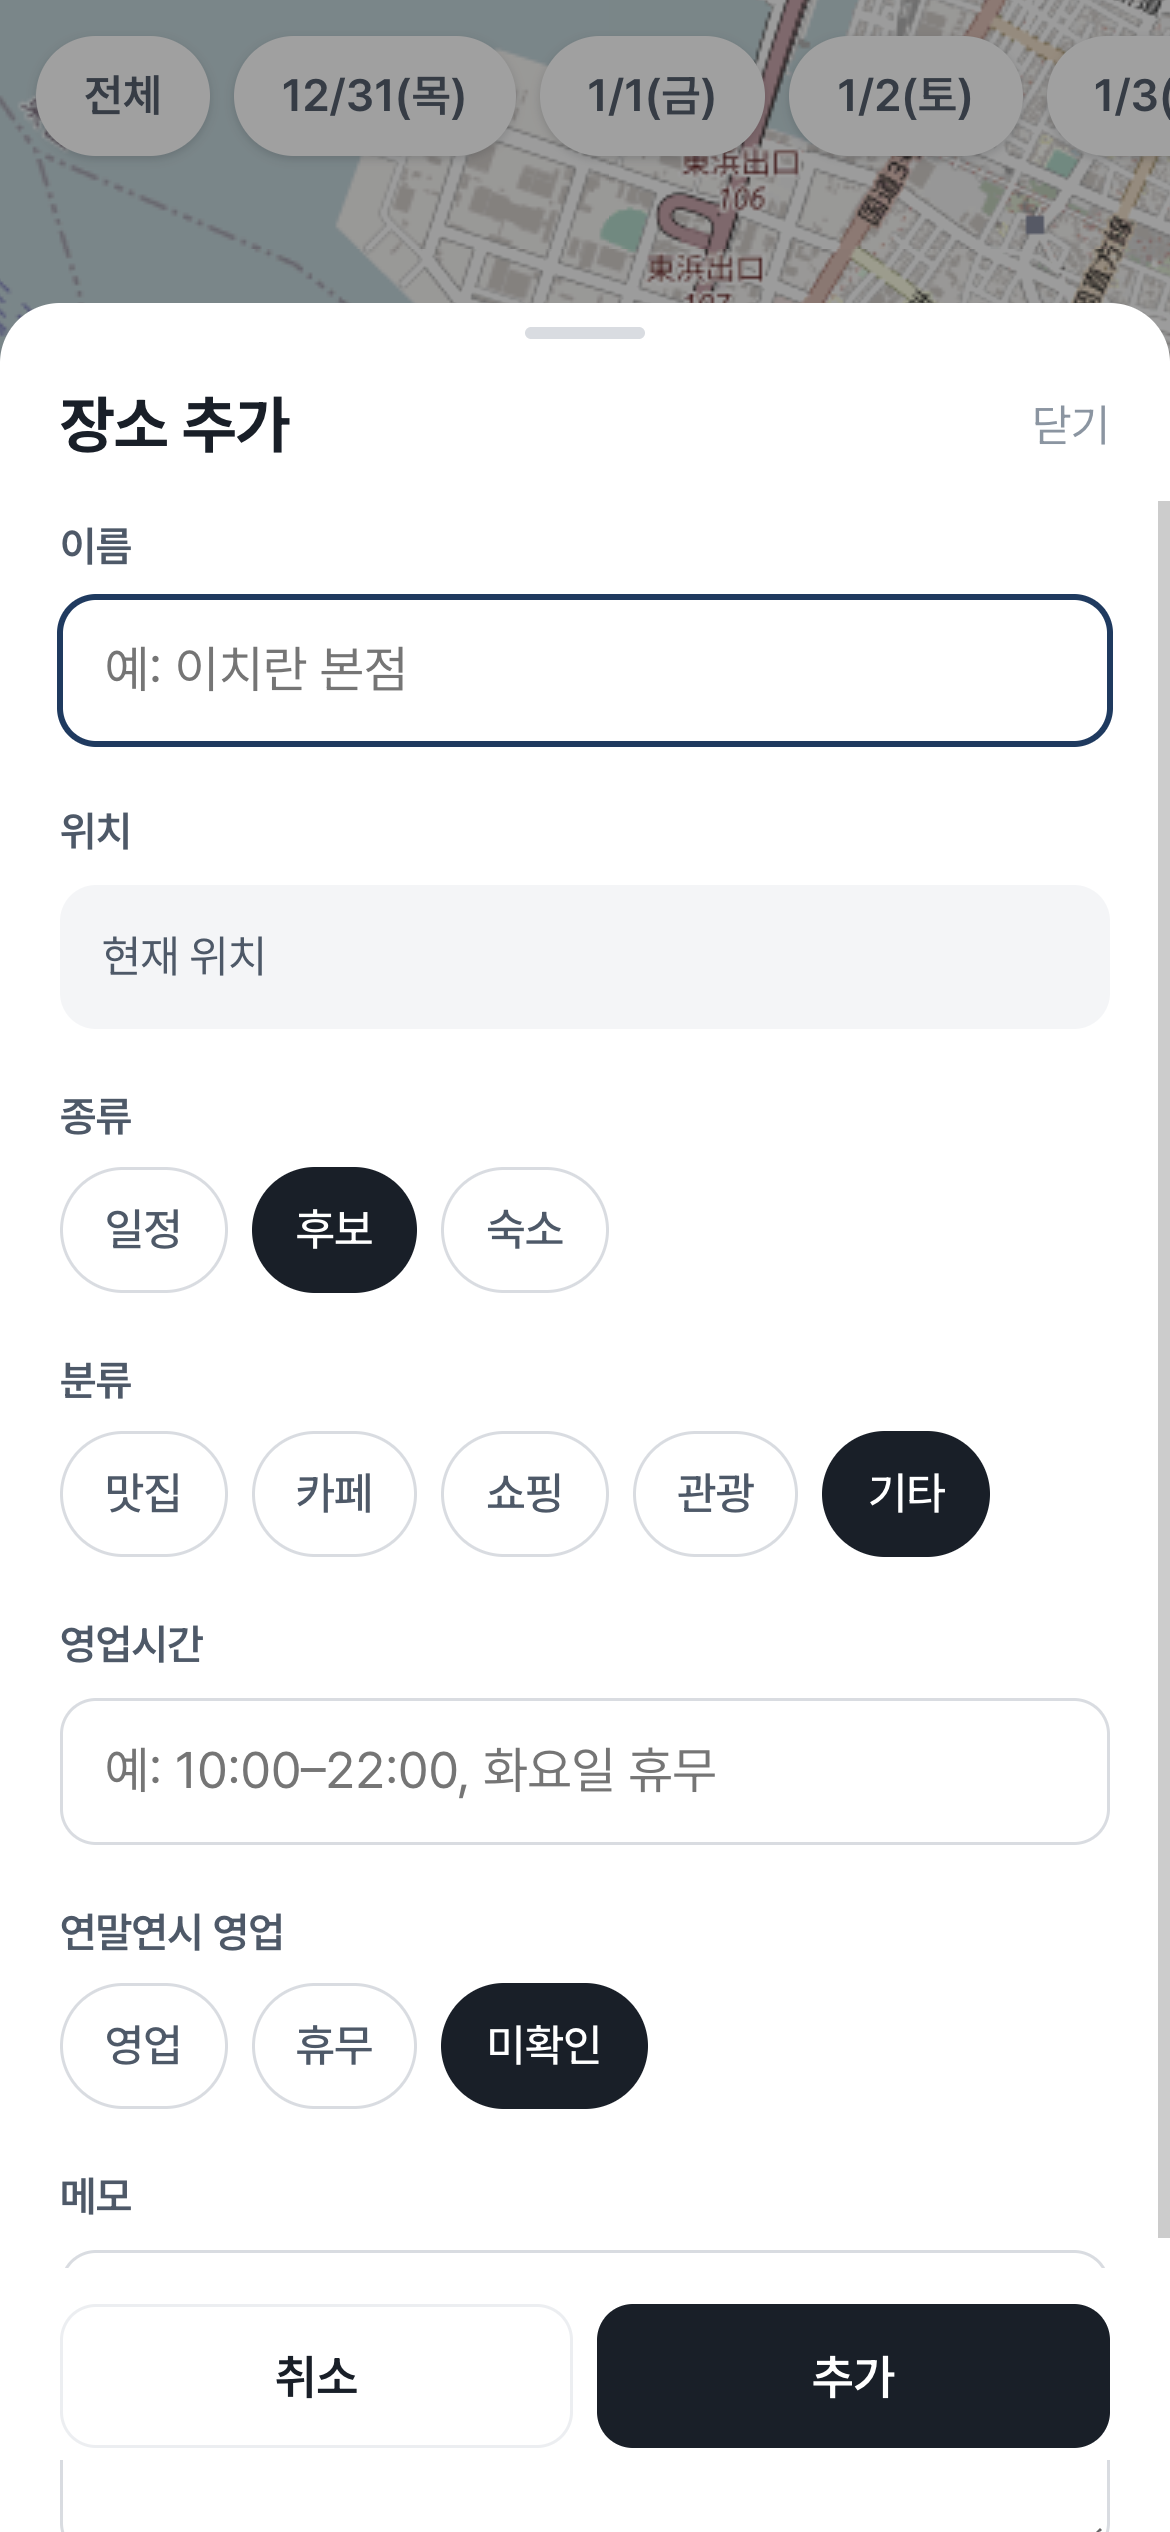 전체 12/31(목) 1/1(금) 1/2(토) 1/3(
東浜出口
106
国道3
東浜出口
107
장소 추가
닫기
이름
예: 이치란 본점
위치
현재 위치
종류
일정 후보 숙소
분류
맛집 카페 쇼핑 관광 기타
영업시간
예: 10:00–22:00, 화요일 휴무
연말연시 영업
영업 휴무 미확인
메모
취소 추가